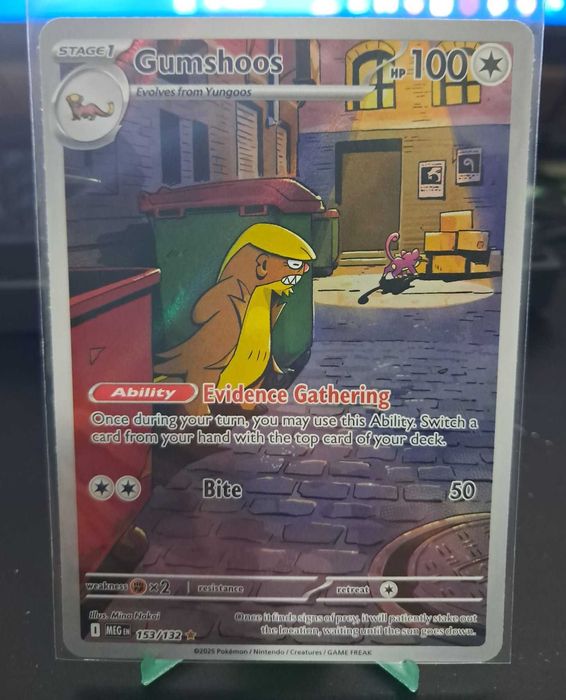 STAGE 1
Gumshoos
HP 100
Evolves from Yungoos
Ability Evidence Gathering
Once during your turn, you may use this Ability. Switch a
card from your hand with the top card of your deck.
Bite 50
weakness ×2 resistance retreat
Illus. Mina Nakai
I MEG EN 153/132
Once it finds signs of prey, it will patiently stake out
the location, waiting until the sun goes down.
©2025 Pokémon / Nintendo / Creatures / GAME FREAK